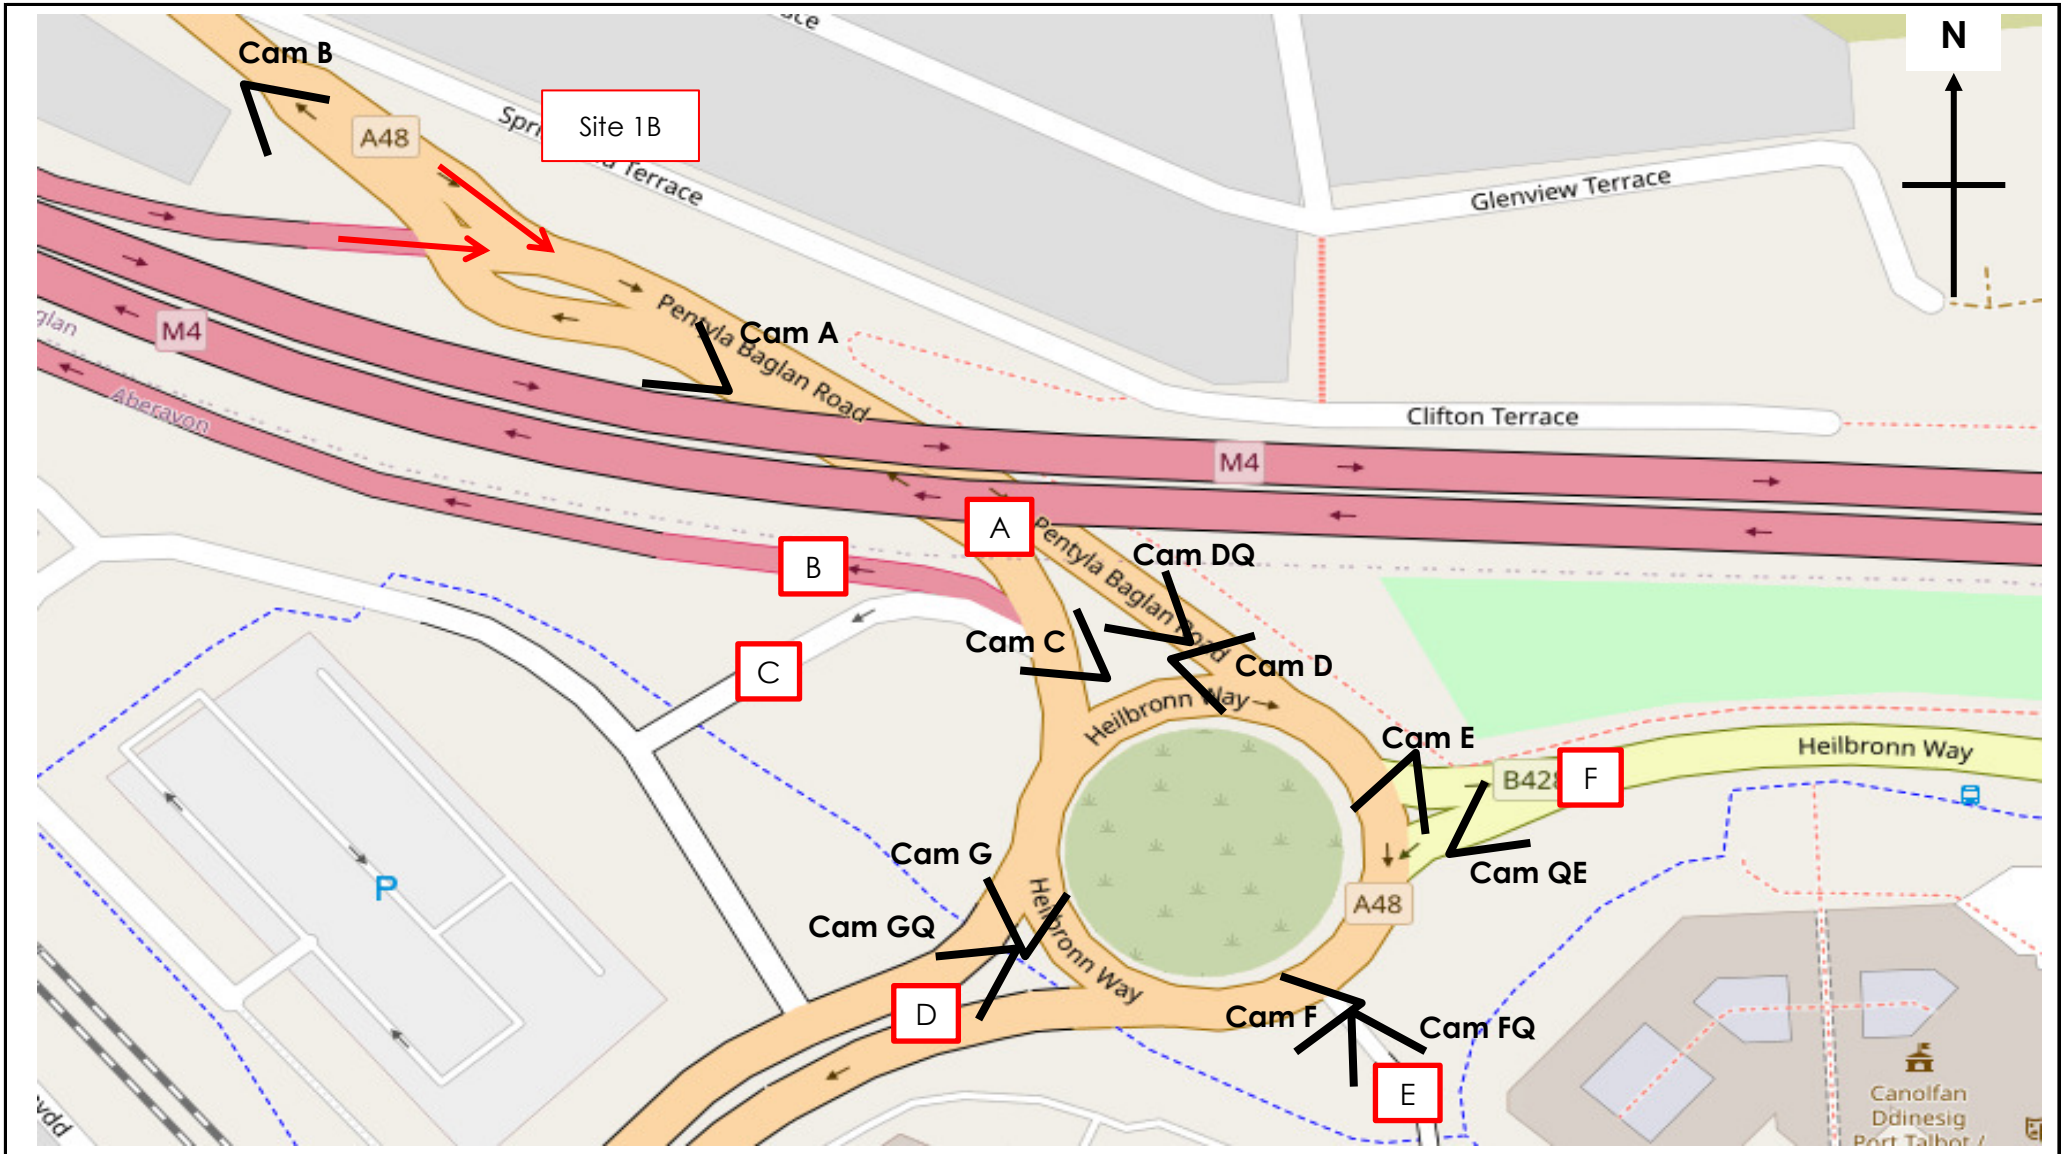 N
Cam B
A48
Site 1B
Terrace
Glenview Terrace
M4
Pentyla Baglan Road
Cam A
Aberavon
Clifton Terrace
M4
A
Pentyla Baglan Road
B
Cam DQ
C
Cam C
Cam D
Heilbronn Way
Cam E
Heilbronn Way
F
Cam G
Cam QE
A48
Cam GQ
Heilbronn Way
P
D
Cam F
Cam FQ
E
Canolfan
Ddinesig
Port Talbot /